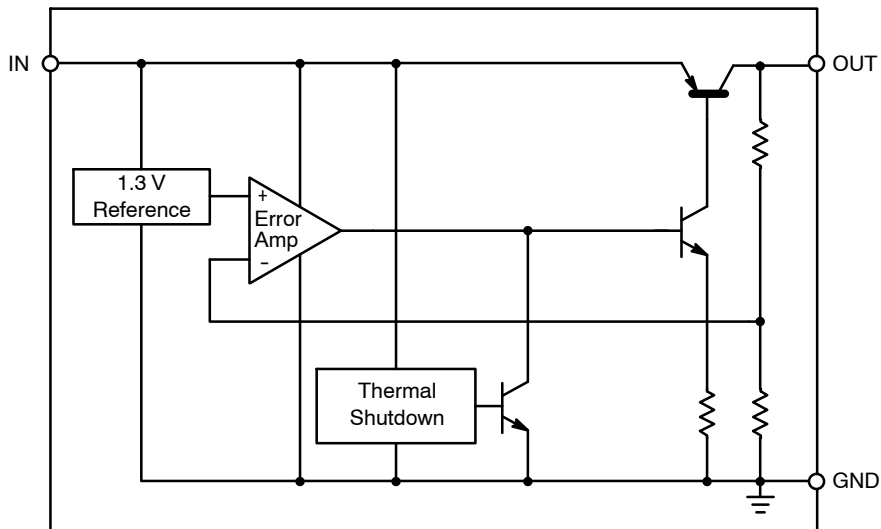 IN
OUT
1.3 V
Reference
+
Error
Amp
-
Thermal
Shutdown
GND